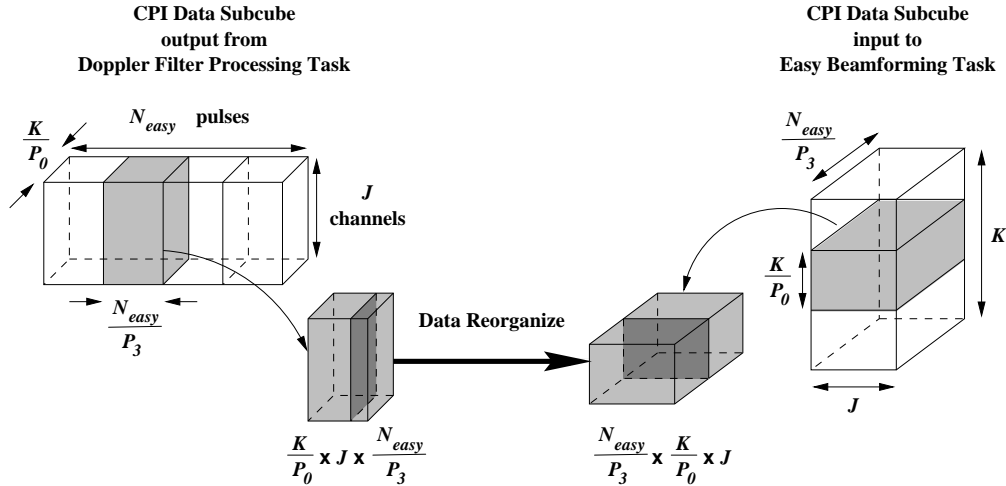 CPI Data Subcube
output from
Doppler Filter Processing Task
CPI Data Subcube
input to
Easy Beamforming Task
N_easy pulses
K/P_0
J
channels
N_easy/P_3
N_easy/P_3
K
K/P_0
J
Data Reorganize
K/P_0 x J x N_easy/P_3
N_easy/P_3 x K/P_0 x J